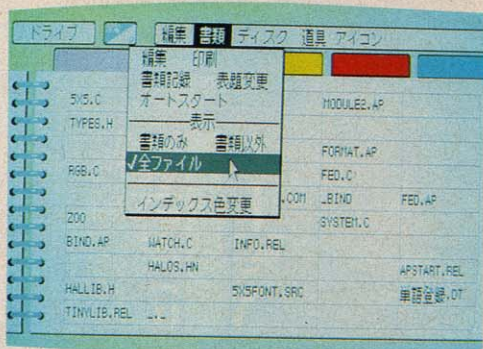 ドライブ 編集 書類 ディスク 道具 アイコン
編集 印刷
書類記録 表題変更
オートスタート
表示
書類のみ 書類以外
✓全ファイル
インデックス色変更
5X5.C MODULE2.AP
TYPES.H
FORMAT.AP
RGB.C FED.C
.COM _BIND FED.AP
ZOO SYSTEM.C
BIND.AP WATCH.C INFO.REL
HALOS.HN APSTART.REL
HALLIB.H 5X5FONT.SRC 単語登録.DT
TINYLIB.REL _._